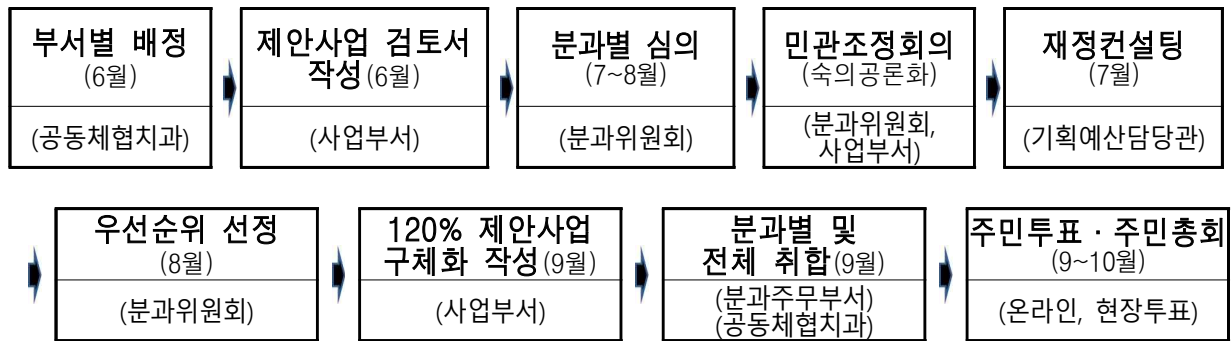 부서별 배정
(6월)
(공동체협치과)
제안사업 검토서
작성(6월)
(사업부서)
분과별 심의
(7~8월)
(분과위원회)
민관조정회의
(숙의공론화)
(분과위원회,
사업부서)
재정컨설팅
(7월)
(기획예산담당관)
우선순위 선정
(8월)
(분과위원회)
120% 제안사업
구체화 작성(9월)
(사업부서)
분과별 및
전체 취합(9월)
(분과주무부서)
(공동체협치과)
주민투표·주민총회
(9~10월)
(온라인, 현장투표)